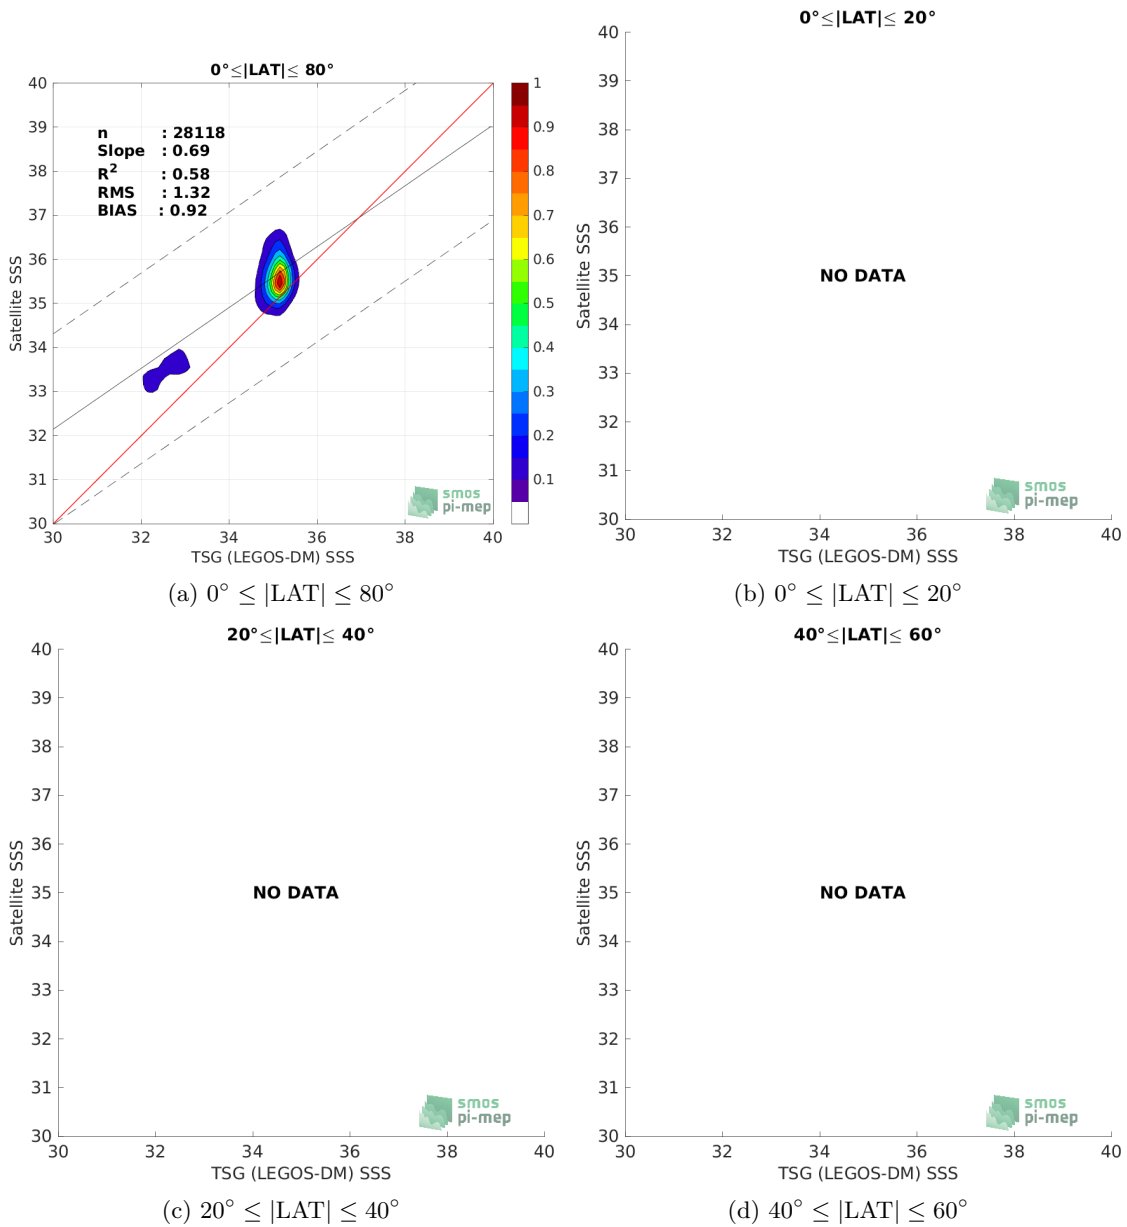 0°≤|LAT|≤ 80°
40
39
38
37
36
35
34
33
32
31
30
Satellite SSS
n : 28118
Slope : 0.69
R² : 0.58
RMS : 1.32
BIAS : 0.92
30 32 34 36 38 40
TSG (LEGOS-DM) SSS
1
0.9
0.8
0.7
0.6
0.5
0.4
0.3
0.2
0.1
smos
pi-mep
(a) 0° ≤ |LAT| ≤ 80°
0°≤|LAT|≤ 20°
40
39
38
37
36
35
34
33
32
31
30
Satellite SSS
NO DATA
smos
pi-mep
30 32 34 36 38 40
TSG (LEGOS-DM) SSS
(b) 0° ≤ |LAT| ≤ 20°
20°≤|LAT|≤ 40°
40
39
38
37
36
35
34
33
32
31
30
Satellite SSS
NO DATA
smos
pi-mep
30 32 34 36 38 40
TSG (LEGOS-DM) SSS
(c) 20° ≤ |LAT| ≤ 40°
40°≤|LAT|≤ 60°
40
39
38
37
36
35
34
33
32
31
30
Satellite SSS
NO DATA
smos
pi-mep
30 32 34 36 38 40
TSG (LEGOS-DM) SSS
(d) 40° ≤ |LAT| ≤ 60°